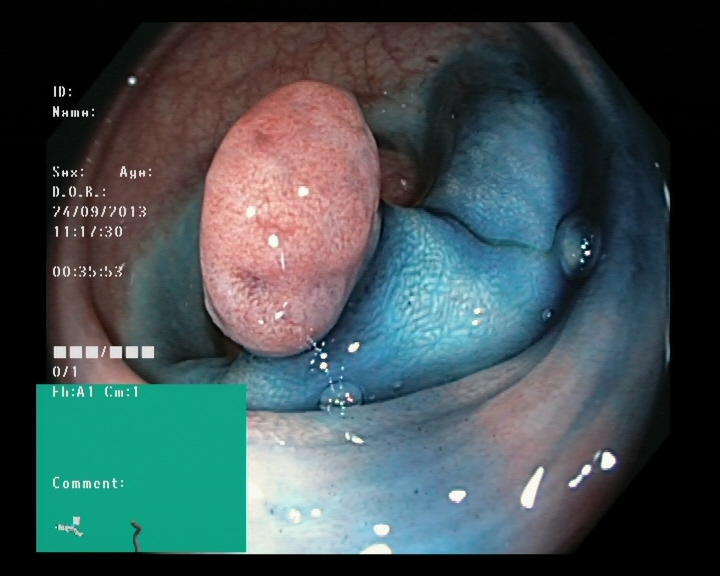 ID:
Name:
Sex: Age:
D.O.B.:
24/09/2013
11:17:30
00:35:53
■■■/■■■
0/1
Eh:A1 Cm:1
Comment: